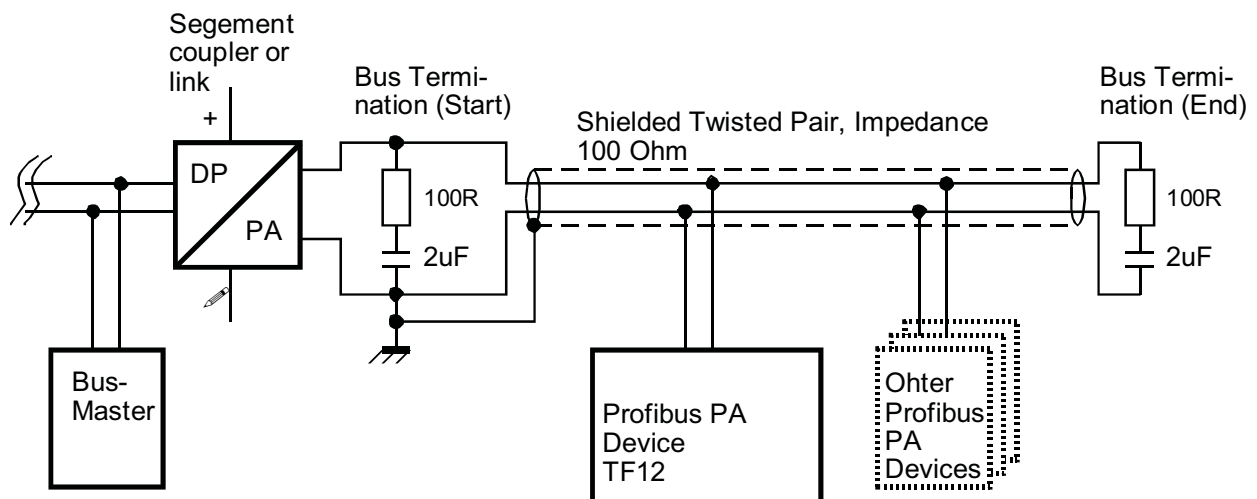 Segement
coupler or
link
+
Bus Termi-
nation (Start)
Shielded Twisted Pair, Impedance
100 Ohm
Bus Termi-
nation (End)
DP
PA
100R
2uF
100R
2uF
Bus-
Master
Profibus PA
Device
TF12
Ohter
Profibus
PA
Devices